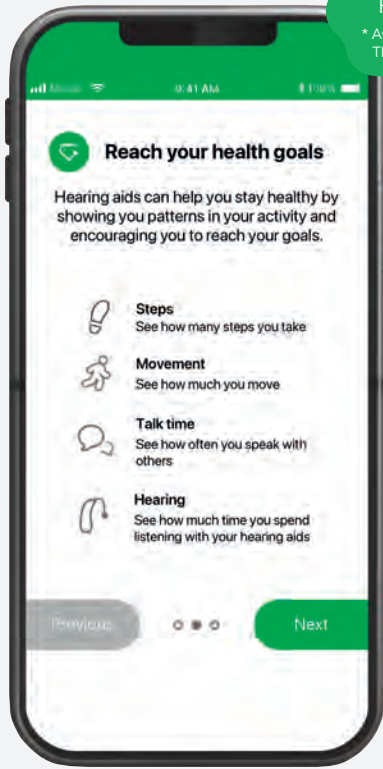 * A
9:41 AM
Reach your health goals
Hearing aids can help you stay healthy by
showing you patterns in your activity and
encouraging you to reach your goals.
Steps
See how many steps you take
Movement
See how much you move
Talk time
See how often you speak with
others
Hearing
See how much time you spend
listening with your hearing aids
Previous
Next